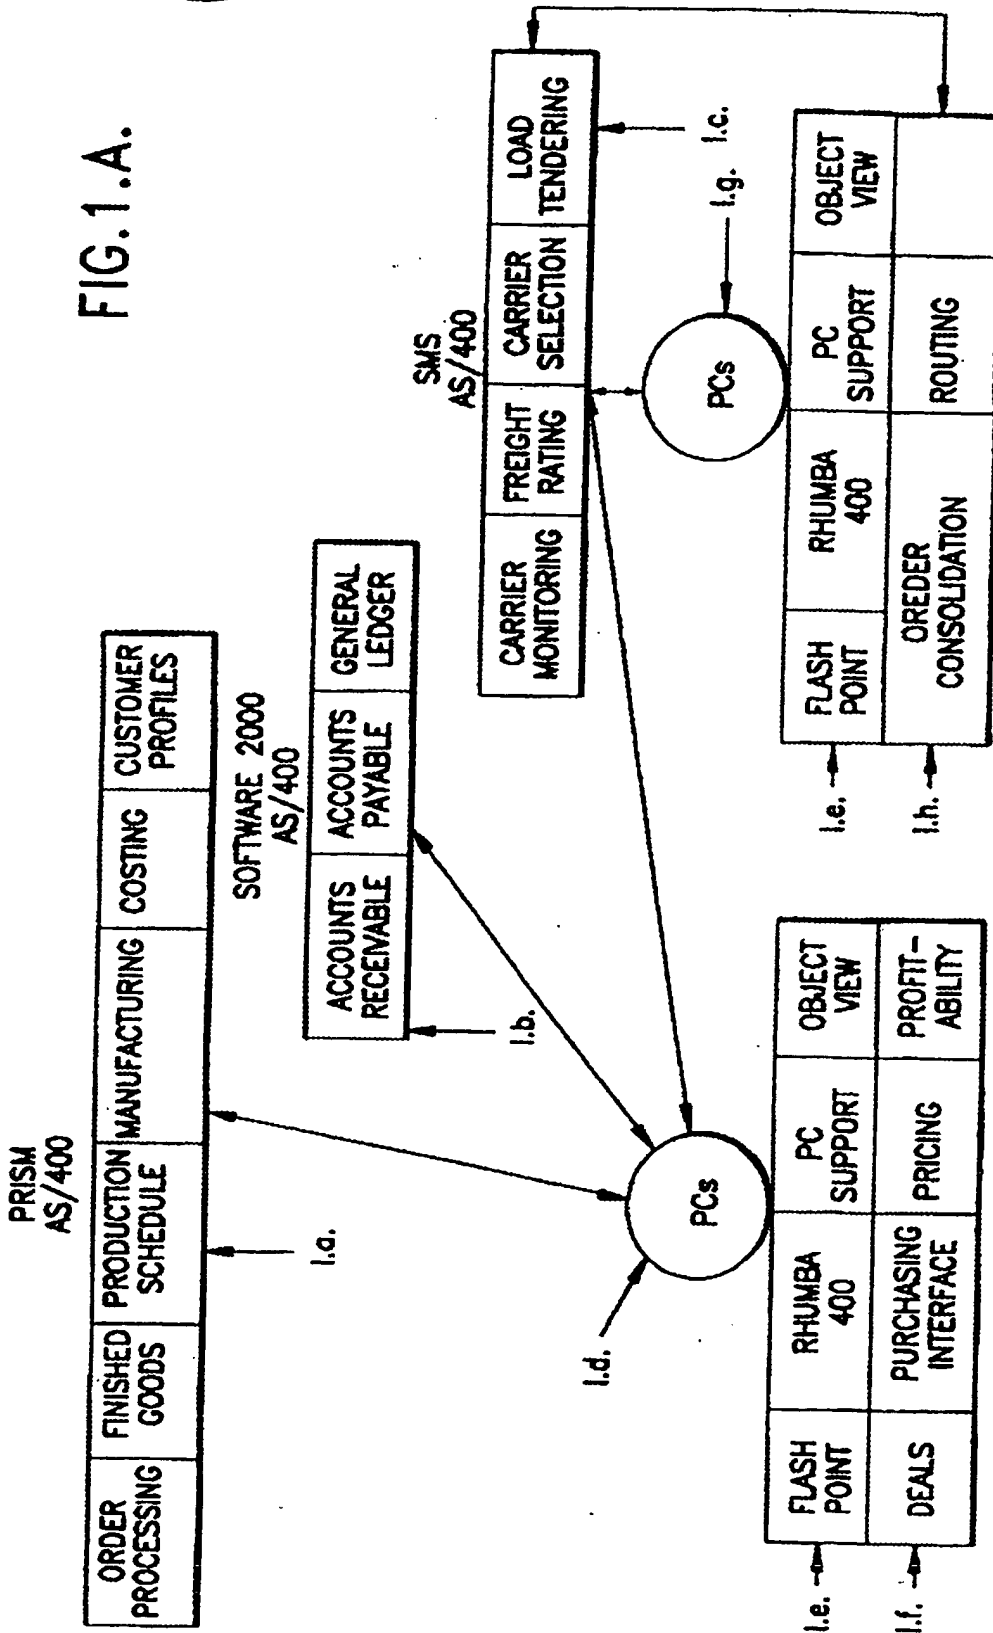 FIG.1.A.
PRISM
AS/400
ORDER
PROCESSING
FINISHED
GOODS
PRODUCTION
SCHEDULE
MANUFACTURING
COSTING
CUSTOMER
PROFILES
I.a.
SOFTWARE 2000
AS/400
ACCOUNTS
RECEIVABLE
ACCOUNTS
PAYABLE
GENERAL
LEDGER
I.b.
SMS
AS/400
CARRIER
MONITORING
FREIGHT
RATING
CARRIER
SELECTION
LOAD
TENDERING
I.c.
I.d.
PCs
I.g.
PCs
I.e.
FLASH
POINT
RHUMBA
400
PC
SUPPORT
OBJECT
VIEW
I.f.
DEALS
PURCHASING
INTERFACE
PRICING
PROFIT-
ABILITY
I.e.
FLASH
POINT
RHUMBA
400
PC
SUPPORT
OBJECT
VIEW
I.h.
OREDER
CONSOLIDATION
ROUTING